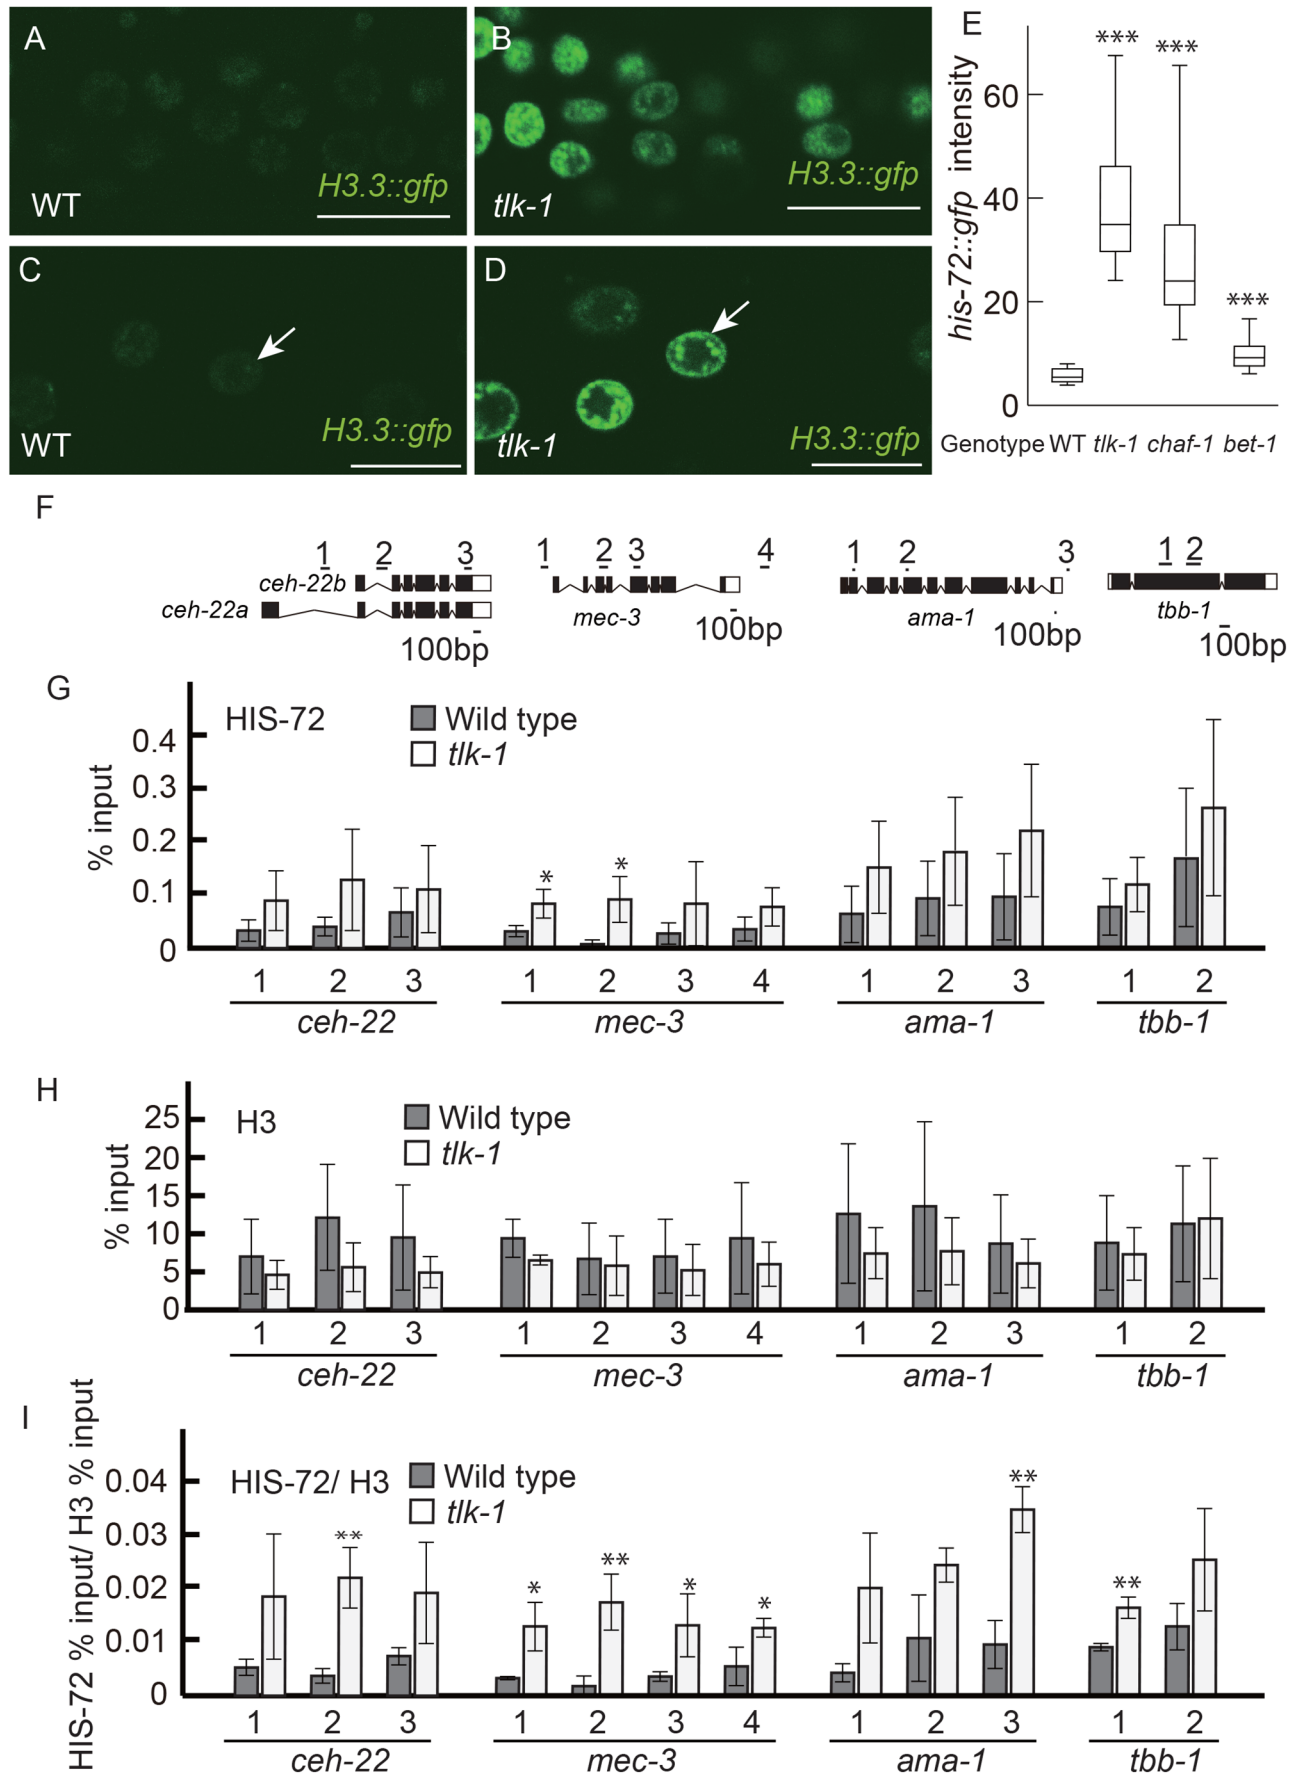 A
H3.3::gfp
WT
B
H3.3::gfp
tlk-1
C
H3.3::gfp
WT
D
H3.3::gfp
tlk-1
E
his-72::gfp intensity
60
40
20
0
***
***
***
Genotype WT tlk-1 chaf-1 bet-1
F
1 2 3
ceh-22b
ceh-22a
100bp
1 2 3 4
mec-3
100bp
1 2 3
ama-1
100bp
1 2
tbb-1
100bp
G
HIS-72
Wild type
tlk-1
% input
0.4
0.3
0.2
0.1
0
* *
1 2 3 1 2 3 4 1 2 3 1 2
ceh-22 mec-3 ama-1 tbb-1
H
H3
Wild type
tlk-1
% input
25
20
15
10
5
0
1 2 3 1 2 3 4 1 2 3 1 2
ceh-22 mec-3 ama-1 tbb-1
I
HIS-72/ H3
Wild type
tlk-1
HIS-72 % input/ H3 % input
0.04
0.03
0.02
0.01
0
** * ** * * ** **
1 2 3 1 2 3 4 1 2 3 1 2
ceh-22 mec-3 ama-1 tbb-1